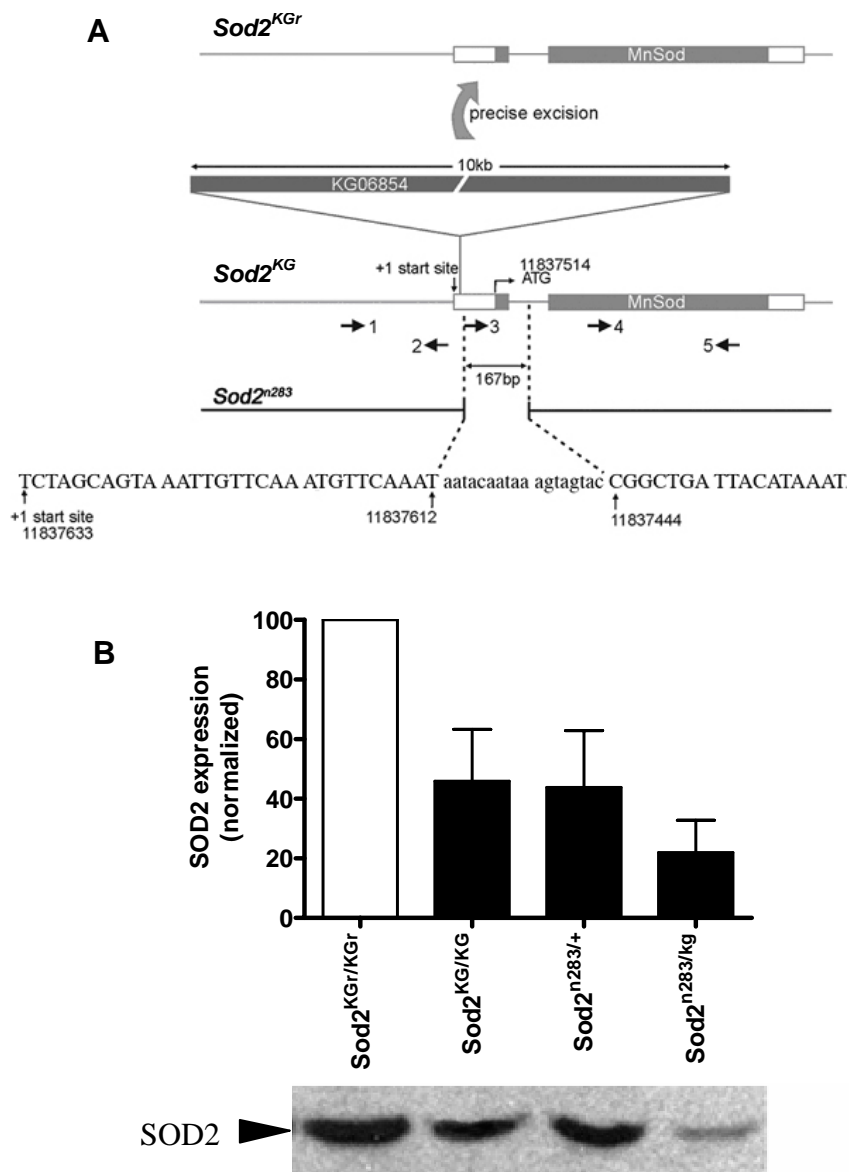 A
Sod2KGr
MnSod
precise excision
10kb
KG06854
Sod2KG
+1 start site
11837514
ATG
MnSod
1
3
4
2
5
167bp
Sod2n283
TCTAGCAGTA AATTGTTCAA ATGTTCAAAT aatacaataa agtagtac CGGCTGA TTACATAAAT
+1 start site
11837633
11837612
11837444
B
SOD2 expression
(normalized)
100
80
60
40
20
0
Sod2KGr/KGr
Sod2KG/KG
Sod2n283/+
Sod2n283/kg
SOD2